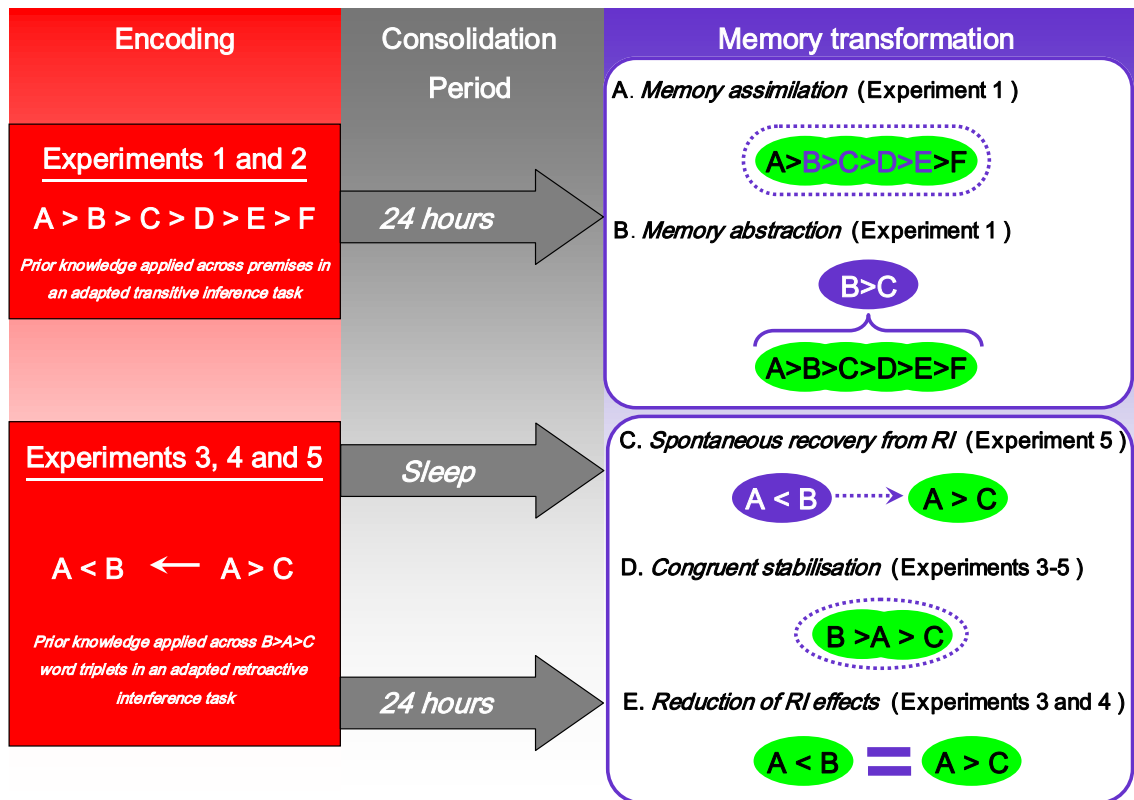 Encoding
Consolidation
Period
Memory transformation
Experiments 1 and 2
A > B > C > D > E > F
Prior knowledge applied across premises in
an adapted transitive inference task
24 hours
A. Memory assimilation (Experiment 1 )
A>B>C>D>E>F
B. Memory abstraction (Experiment 1 )
B>C
A>B>C>D>E>F
Experiments 3, 4 and 5
A < B ← A > C
Prior knowledge applied across B>A>C
word triplets in an adapted retroactive
interference task
Sleep
24 hours
C. Spontaneous recovery from RI (Experiment 5)
A < B A > C
D. Congruent stabilisation (Experiments 3-5 )
B >A > C
E. Reduction of RI effects (Experiments 3 and 4 )
A < B = A > C